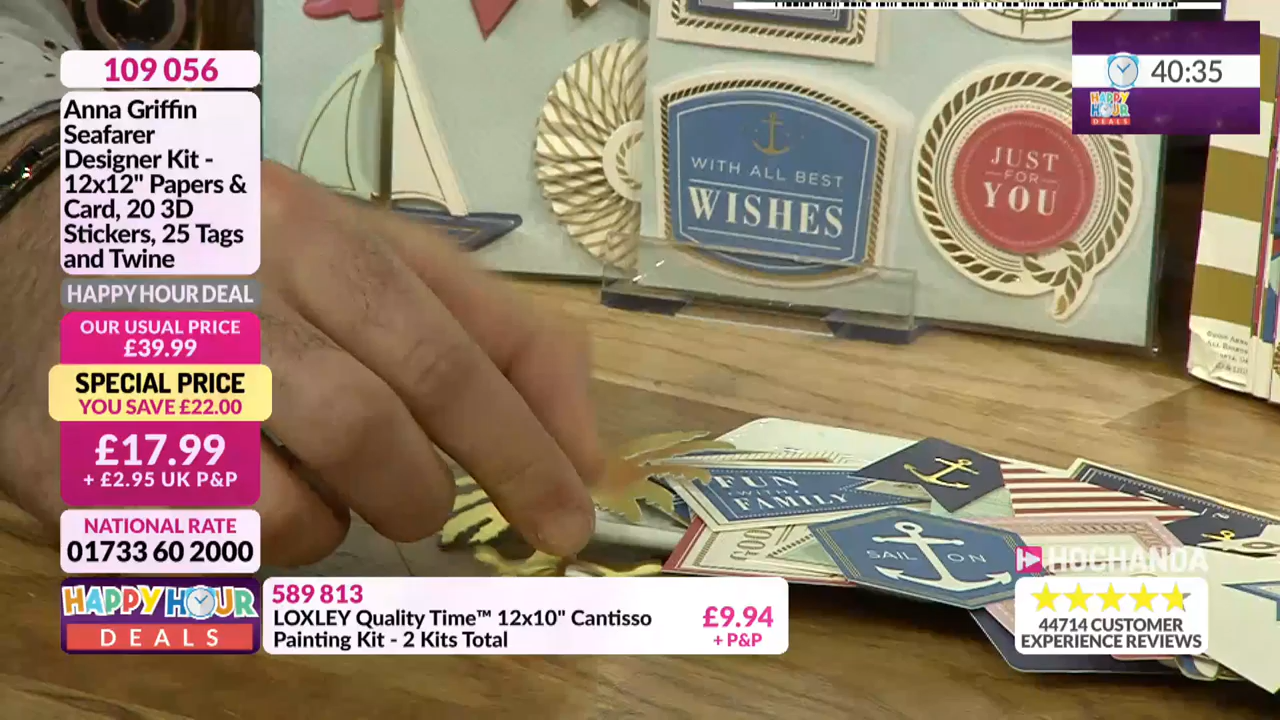 109 056
Anna Griffin
Seafarer
Designer Kit -
12x12" Papers &
Card, 20 3D
Stickers, 25 Tags
and Twine
HAPPY HOUR DEAL
OUR USUAL PRICE
£39.99
SPECIAL PRICE
YOU SAVE £22.00
£17.99
+ £2.95 UK P&P
NATIONAL RATE
01733 60 2000
HAPPY HOUR
DEALS
589 813
LOXLEY Quality Time™ 12x10" Cantisso
Painting Kit - 2 Kits Total
£9.94
+ P&P
40:35
HAPPY
HOUR
DEALS
WITH ALL BEST
WISHES
JUST
FOR
YOU
FUN
WITH
FAMILY
GOOD
SAIL ON
HOCHANDA
44714 CUSTOMER
EXPERIENCE REVIEWS